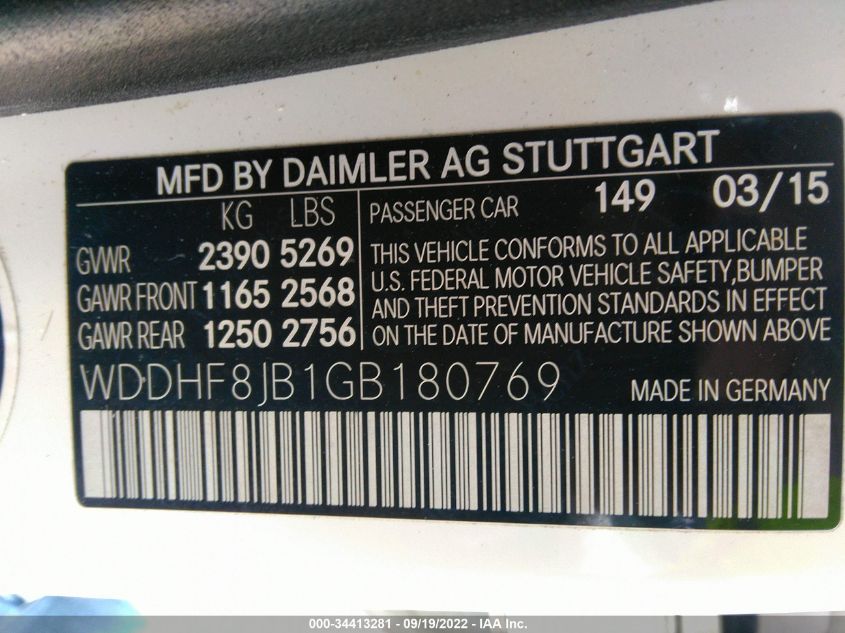 MFD BY DAIMLER AG STUTTGART
KG LBS
GVWR 2390 5269
GAWR FRONT 1165 2568
GAWR REAR 1250 2756
PASSENGER CAR 149 03/15
THIS VEHICLE CONFORMS TO ALL APPLICABLE
U.S. FEDERAL MOTOR VEHICLE SAFETY,BUMPER
AND THEFT PREVENTION STANDARDS IN EFFECT
ON THE DATE OF MANUFACTURE SHOWN ABOVE
WDDHF8JB1GB180769 MADE IN GERMANY
000-34413281 - 09/19/2022 - IAA Inc.